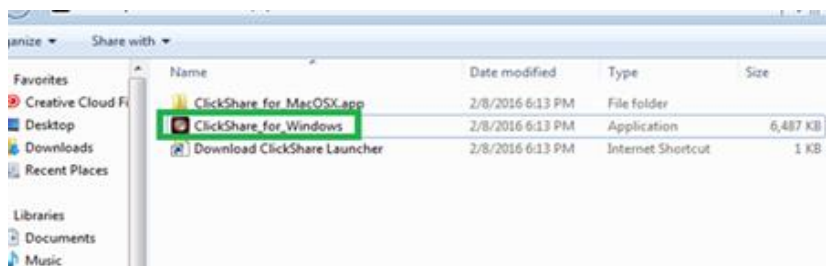 anize Share with
Name Date modified Type Size
Favorites
Creative Cloud Fi
ClickShare_for_MacOSX.app 2/8/2016 6:13 PM File folder
Desktop
ClickShare_for_Windows 2/8/2016 6:13 PM Application 6,487 KB
Downloads
Download ClickShare Launcher 2/8/2016 6:13 PM Internet Shortcut 1 KB
Recent Places
Libraries
Documents
Music